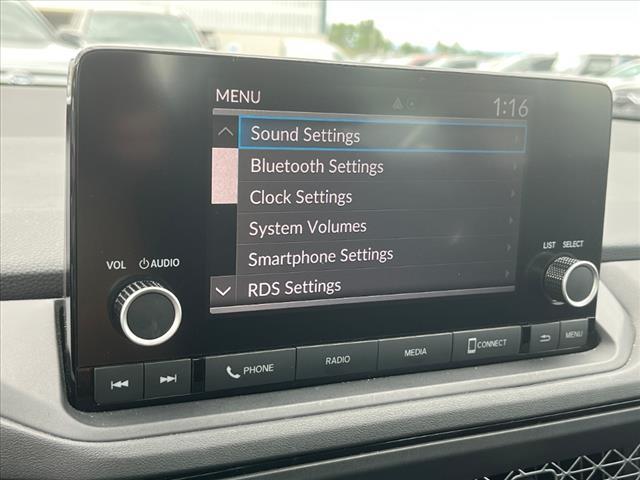 MENU
1:16
Sound Settings
Bluetooth Settings
Clock Settings
System Volumes
Smartphone Settings
RDS Settings
VOL AUDIO
LIST SELECT
PHONE
RADIO
MEDIA
CONNECT
MENU